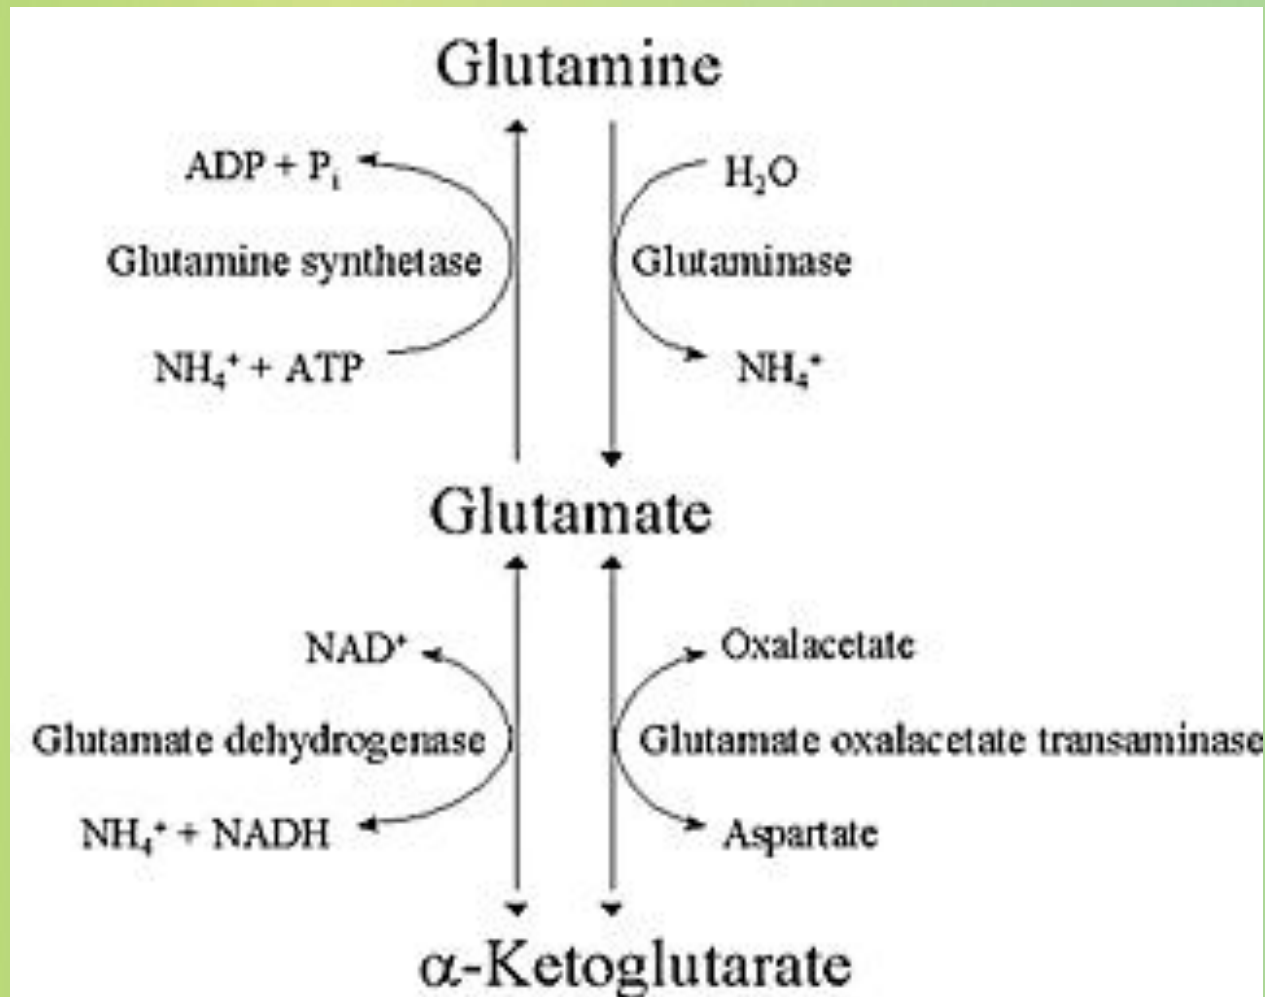 Glutamine
ADP + Pi
H₂O
Glutamine synthetase
Glutaminase
NH₄⁺ + ATP
NH₄⁺
Glutamate
NAD⁺
Oxalacetate
Glutamate dehydrogenase
Glutamate oxalacetate transaminase
NH₄⁺ + NADH
Aspartate
α-Ketoglutarate